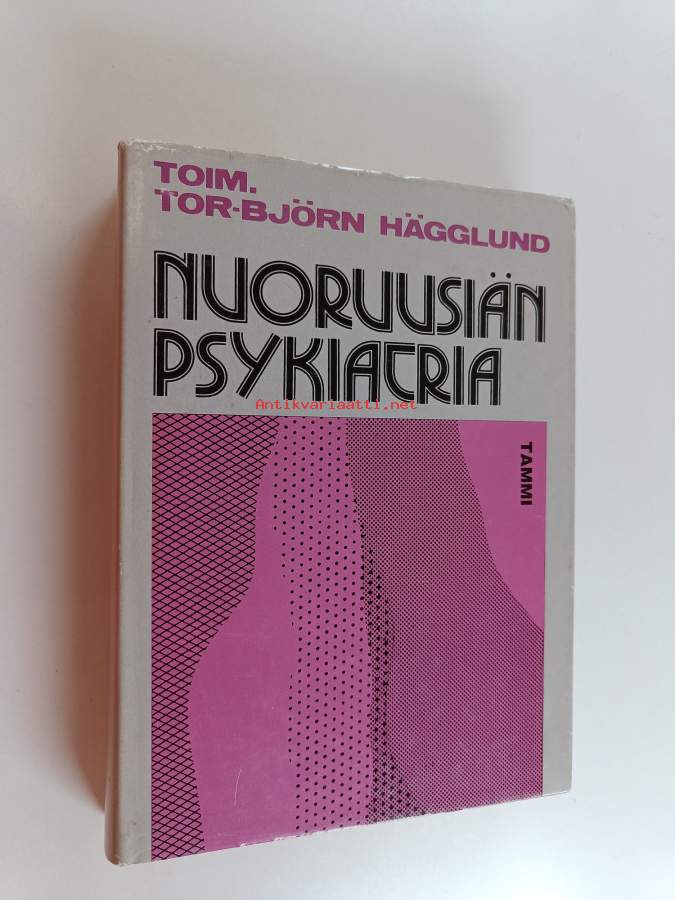 TOIM.
TOR-BJÖRN HÄGGLUND
NUORUUSIÄN
PSYKIATRIA
Antikvariaatti.net
TAMMI